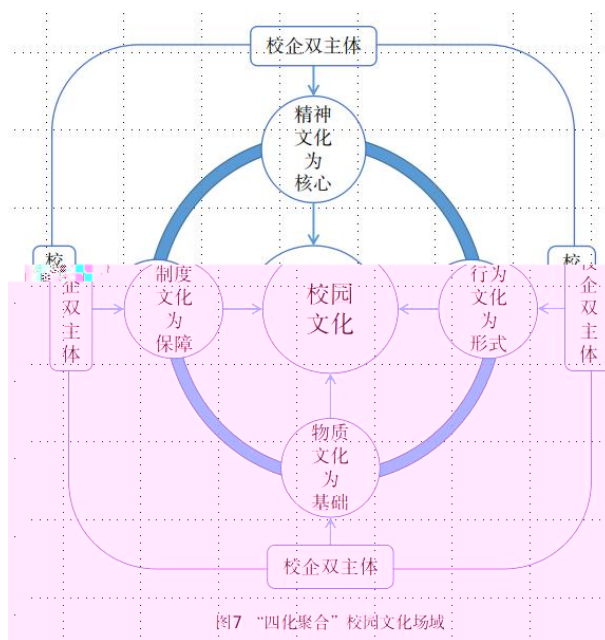 校企双主体
精神
文化
为
核心
校
企
双
主
体
制度
文化
为
保障
校园
文化
行为
文化
为
形式
校
企
双
主
体
物质
文化
为
基础
校企双主体
图7 “四化聚合”校园文化场域